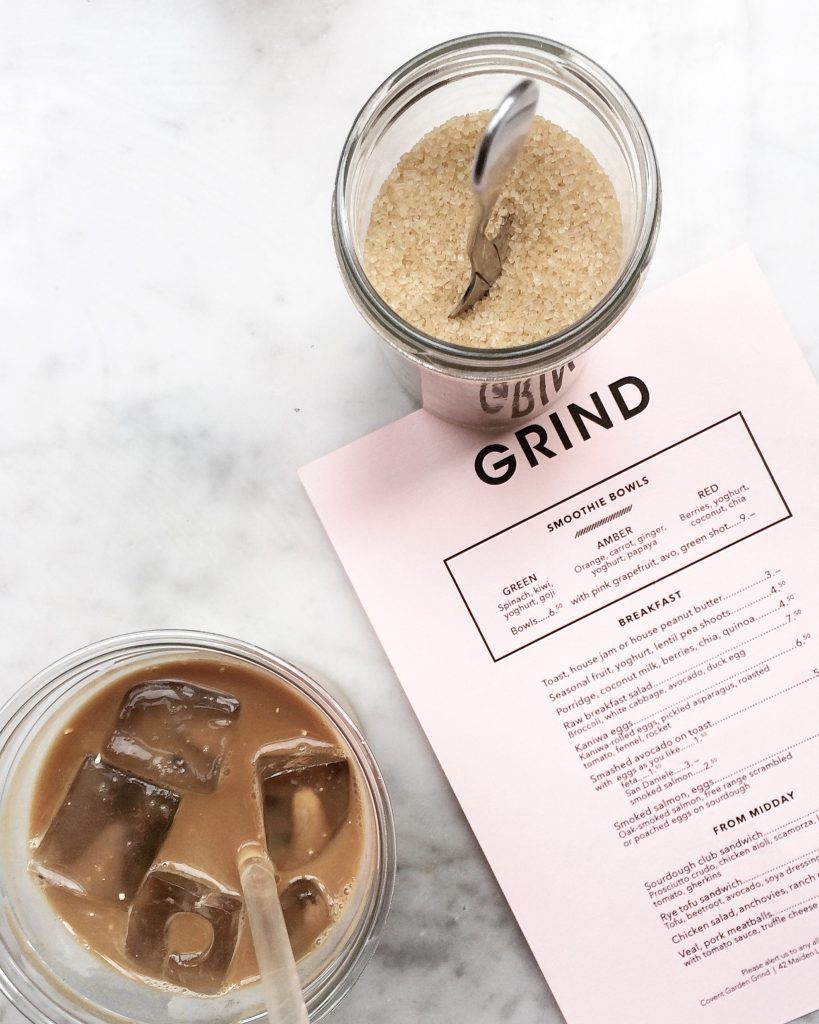 GRIND
GRIND
SMOOTHIE BOWLS
GREEN
Spinach, kiwi,
yoghurt, goji
AMBER
Orange, carrot, ginger,
yoghurt, papaya
RED
Berries, yoghurt,
coconut, chia
Bowls.....6.50 with pink grapefruit, avo, green shot.....9.–
BREAKFAST
Toast, house jam or house peanut butter..........3.–
Seasonal fruit, yoghurt, lentil pea shoots..........4.50
Porridge, coconut milk, berries, chia, quinoa..........4.50
Raw breakfast salad..........7.50
Broccoli, white cabbage, avocado, duck egg
Kaniwa eggs..........6.50
Kaniwa-rolled eggs, pickled asparagus, roasted
tomato, fennel, rocket
Smashed avocado on toast..........5
with eggs as you like......1.50
feta....1.50
San Daniele....3.–
smoked salmon....2.50
Smoked salmon, eggs..........
Oak-smoked salmon, free range scrambled
or poached eggs on sourdough
FROM MIDDAY
Sourdough club sandwich..........
Prosciutto crudo, chicken aioli, scamorza,
tomato, gherkins
Rye tofu sandwich..........
Tofu, beetroot, avocado, soya dressing
Chicken salad, anchovies, ranch
Veal, pork meatballs..........
with tomato sauce, truffle cheese
Please alert us to any
Covent Garden Grind | 42 Maiden L